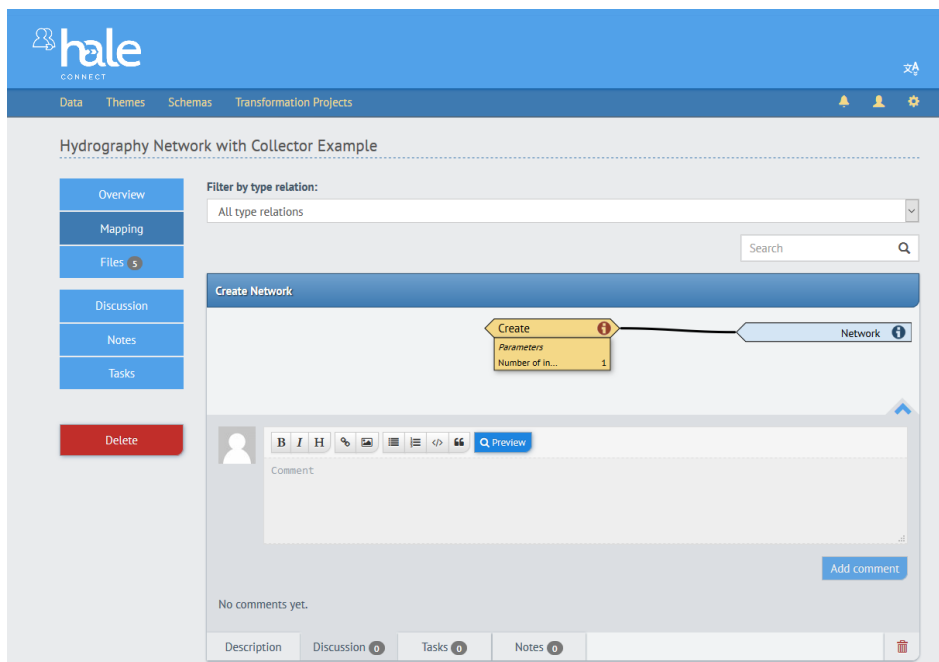 hale
CONNECT
Data Themes Schemas Transformation Projects
Hydrography Network with Collector Example
Overview
Mapping
Files 5
Discussion
Notes
Tasks
Delete
Filter by type relation:
All type relations
Search
Create Network
Create
Parameters
Number of in... 1
Network
B I H Preview
Comment
Add comment
No comments yet.
Description Discussion 0 Tasks 0 Notes 0